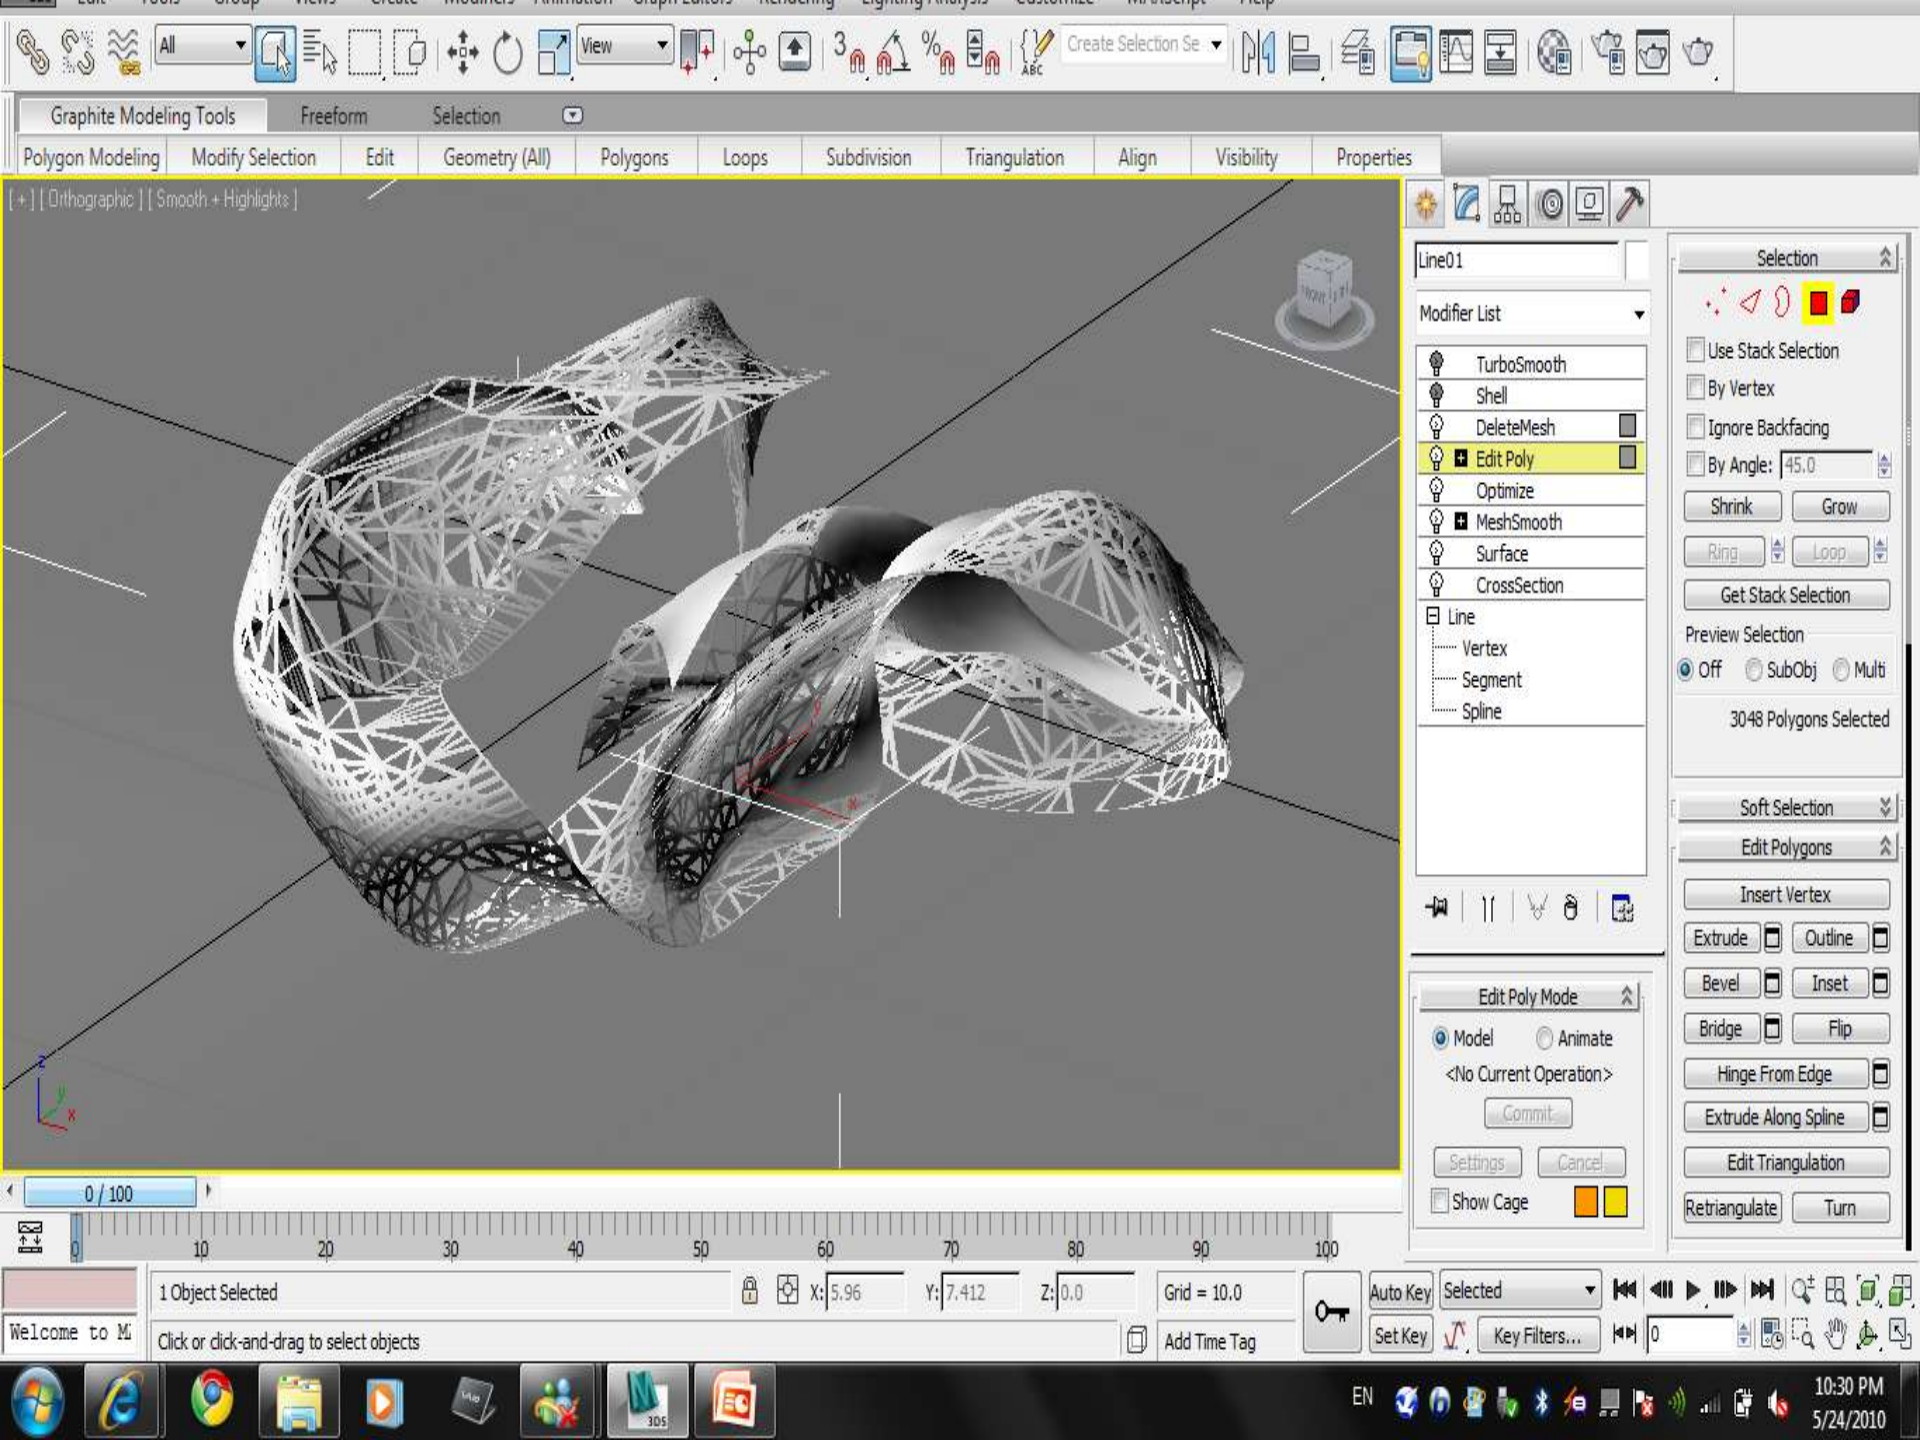 All
View
Create Selection Se
ABC
Graphite Modeling Tools Freeform Selection
Polygon Modeling Modify Selection Edit Geometry (All) Polygons Loops Subdivision Triangulation Align Visibility Properties
[ + ] [ Orthographic ] [ Smooth + Highlights ]
FRONT
x
y
z
y
x
Line01
Modifier List
TurboSmooth
Shell
DeleteMesh
Edit Poly
Optimize
MeshSmooth
Surface
CrossSection
Line
Vertex
Segment
Spline
Edit Poly Mode
Model Animate
<No Current Operation>
Commit
Settings Cancel
Show Cage
Selection
Use Stack Selection
By Vertex
Ignore Backfacing
By Angle: 45.0
Shrink Grow
Ring Loop
Get Stack Selection
Preview Selection
Off SubObj Multi
3048 Polygons Selected
Soft Selection
Edit Polygons
Insert Vertex
Extrude Outline
Bevel Inset
Bridge Flip
Hinge From Edge
Extrude Along Spline
Edit Triangulation
Retriangulate Turn
0 / 100
0 10 20 30 40 50 60 70 80 90 100
1 Object Selected X: 5.96 Y: 7.412 Z: 0.0 Grid = 10.0 Auto Key Selected
Welcome to M Click or click-and-drag to select objects Add Time Tag Set Key Key Filters... 0
3DS
EN
10:30 PM
5/24/2010